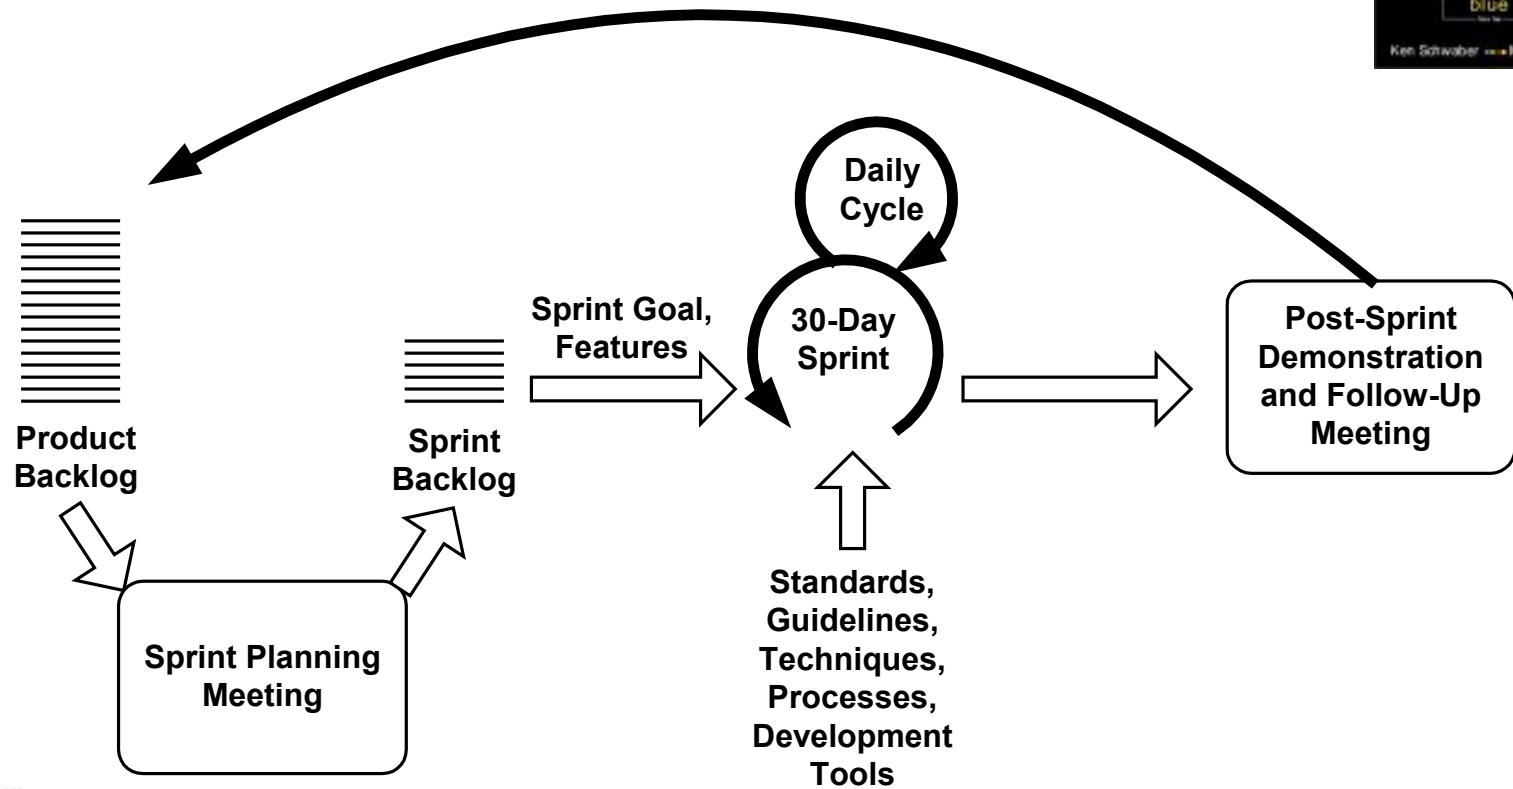 blue
Ken Schwaber
Daily
Cycle
Sprint Goal,
Features
30-Day
Sprint
Post-Sprint
Demonstration
and Follow-Up
Meeting
Product
Backlog
Sprint
Backlog
Sprint Planning
Meeting
Standards,
Guidelines,
Techniques,
Processes,
Development
Tools